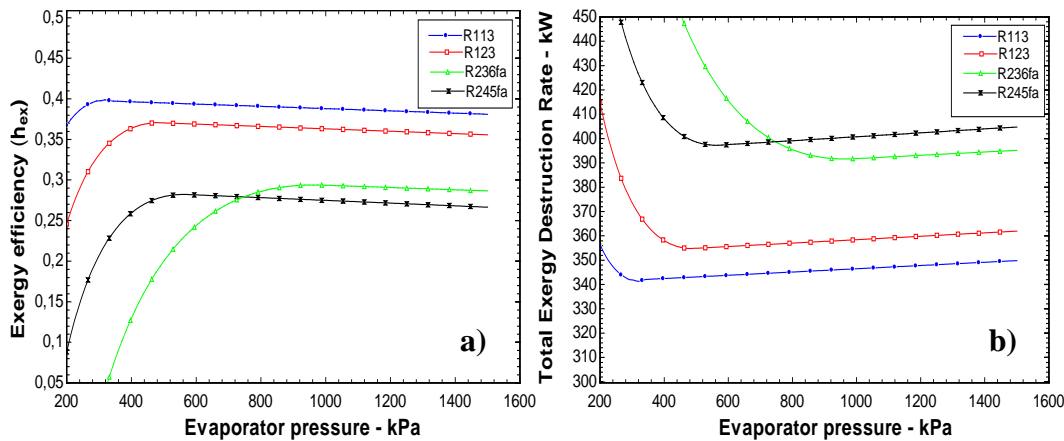 0,5
0,45
0,4
0,35
0,3
0,25
0,2
0,15
0,1
0,05
Exergy efficiency (hex)
200 400 600 800 1000 1200 1400 1600
Evaporator pressure - kPa
R113
R123
R236fa
R245fa
a)
450
440
430
420
410
400
390
380
370
360
350
340
330
320
310
300
Total Exergy Destruction Rate - kW
200 400 600 800 1000 1200 1400 1600
Evaporator pressure - kPa
R113
R123
R236fa
R245fa
b)